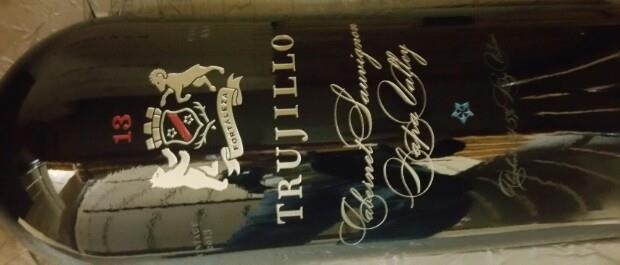 13
FORTALEZA
TRUJILLO
Cabernet Sauvignon
Napa Valley